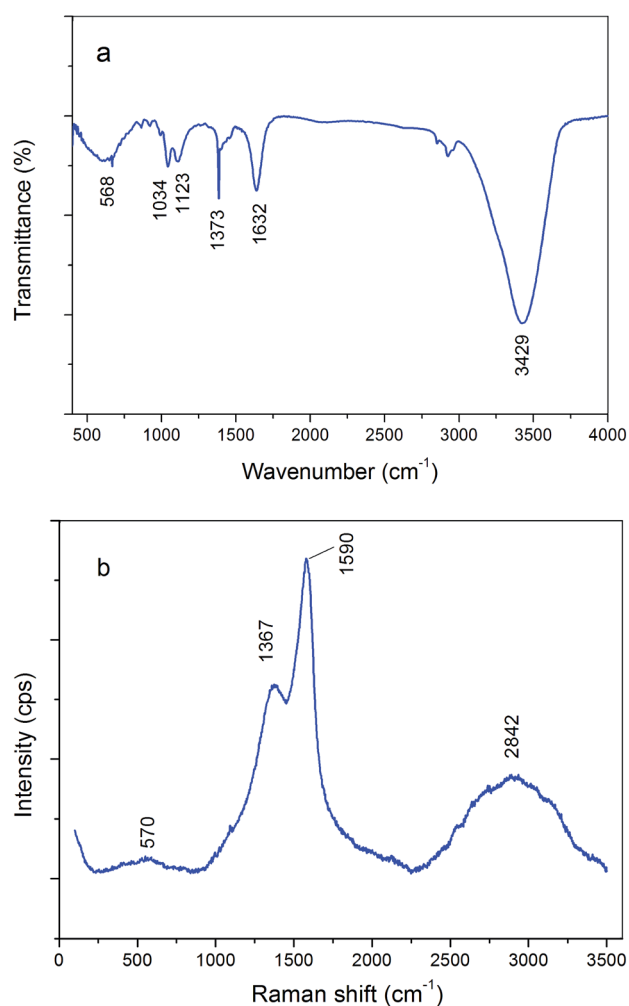 a
Transmittance (%)
568
1034
1123
1373
1632
3429
500 1000 1500 2000 2500 3000 3500 4000
Wavenumber (cm⁻¹)
b
Intensity (cps)
570
1367
1590
2842
0 500 1000 1500 2000 2500 3000 3500
Raman shift (cm⁻¹)